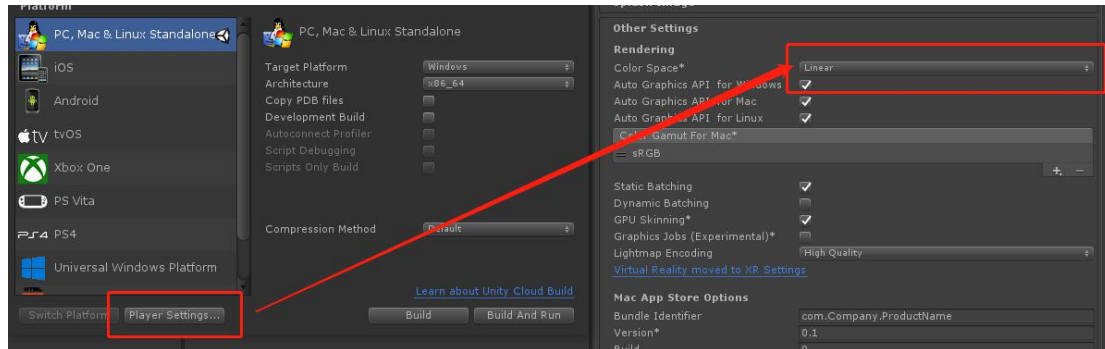 Platform
PC, Mac & Linux Standalone
iOS
Android
tvOS
Xbox One
PS Vita
PS4
Universal Windows Platform
Switch Platform
Player Settings...
PC, Mac & Linux Standalone
Target Platform Windows
Architecture x86_64
Copy PDB files
Development Build
Autoconnect Profiler
Script Debugging
Scripts Only Build
Compression Method Default
Learn about Unity Cloud Build
Build
Build And Run
Splash Image
Other Settings
Rendering
Color Space* Linear
Auto Graphics API for Windows
Auto Graphics API for Mac
Auto Graphics API for Linux
Color Gamut For Mac*
sRGB
Static Batching
Dynamic Batching
GPU Skinning*
Graphics Jobs (Experimental)*
Lightmap Encoding High Quality
Virtual Reality moved to XR Settings
Mac App Store Options
Bundle Identifier com.Company.ProductName
Version* 0.1
Build 0